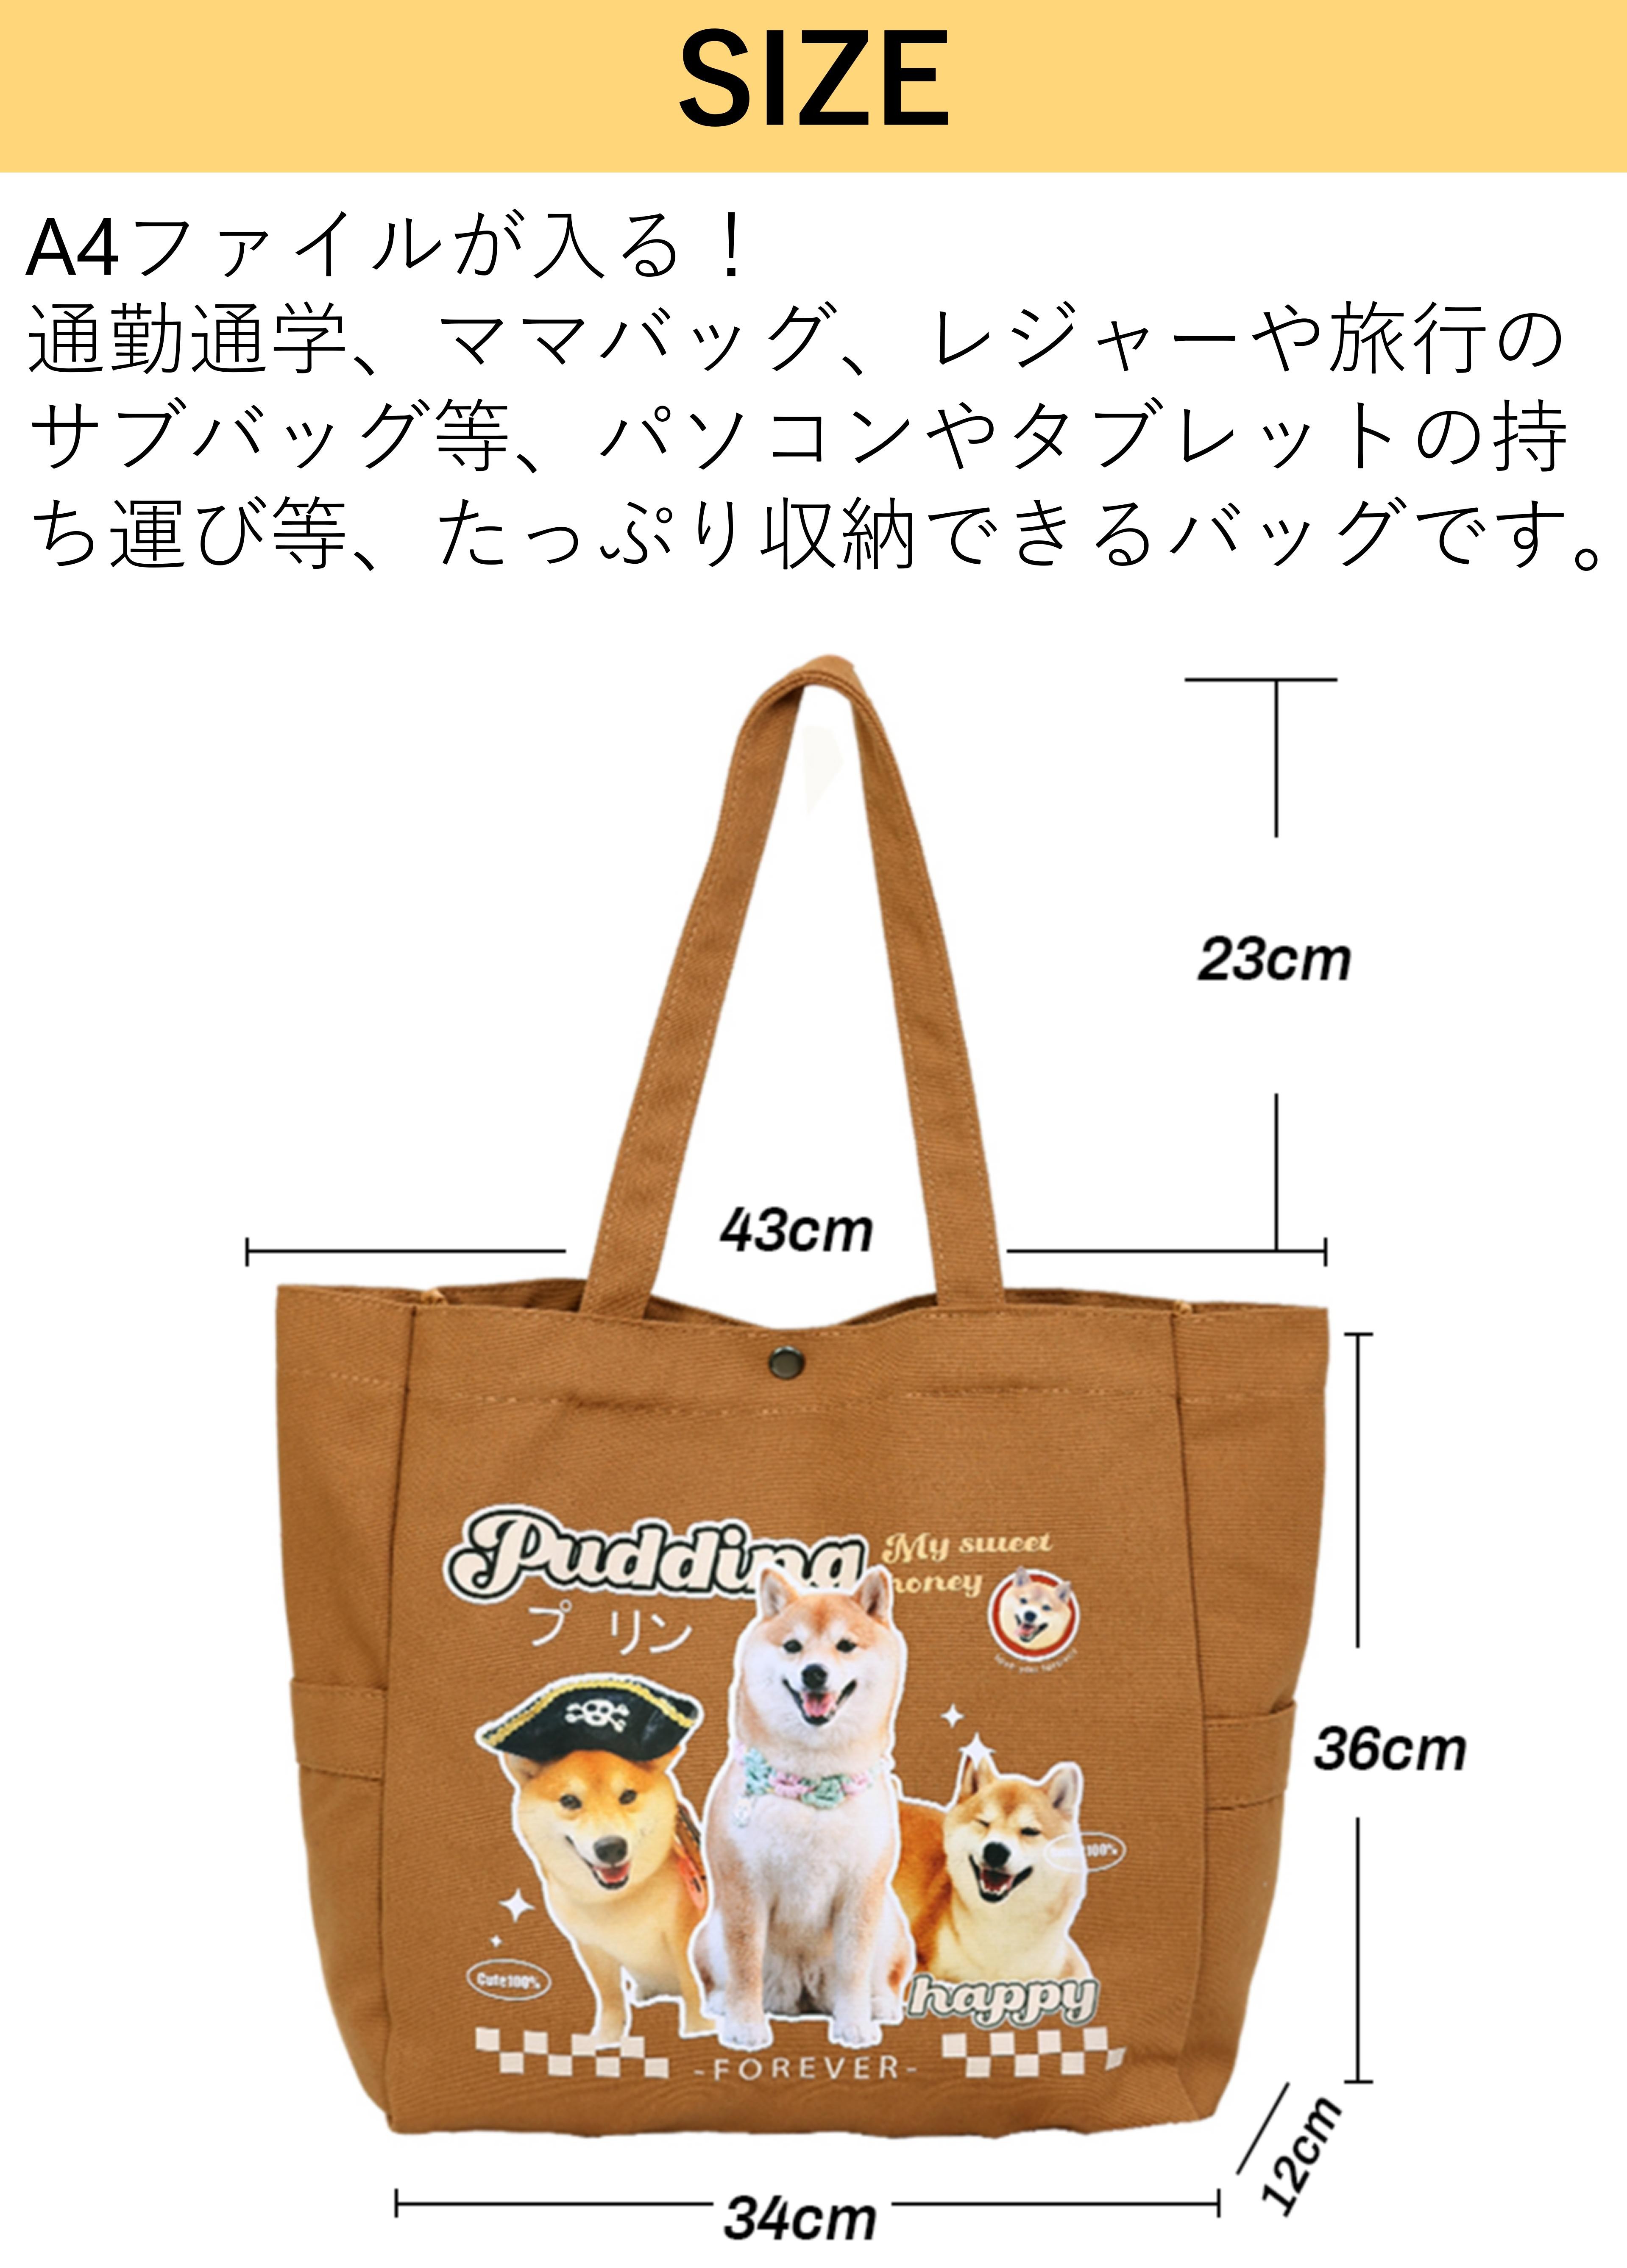 SIZE
A4ファイルが入る！
通勤通学、ママバッグ、レジャーや旅行の
サブバッグ等、パソコンやタブレットの持
ち運び等、たっぷり収納できるバッグです。
23cm
43cm
Pudding
My sweet
honey
プリン
36cm
100%
Cute100%
happy
-FOREVER-
12cm
34cm